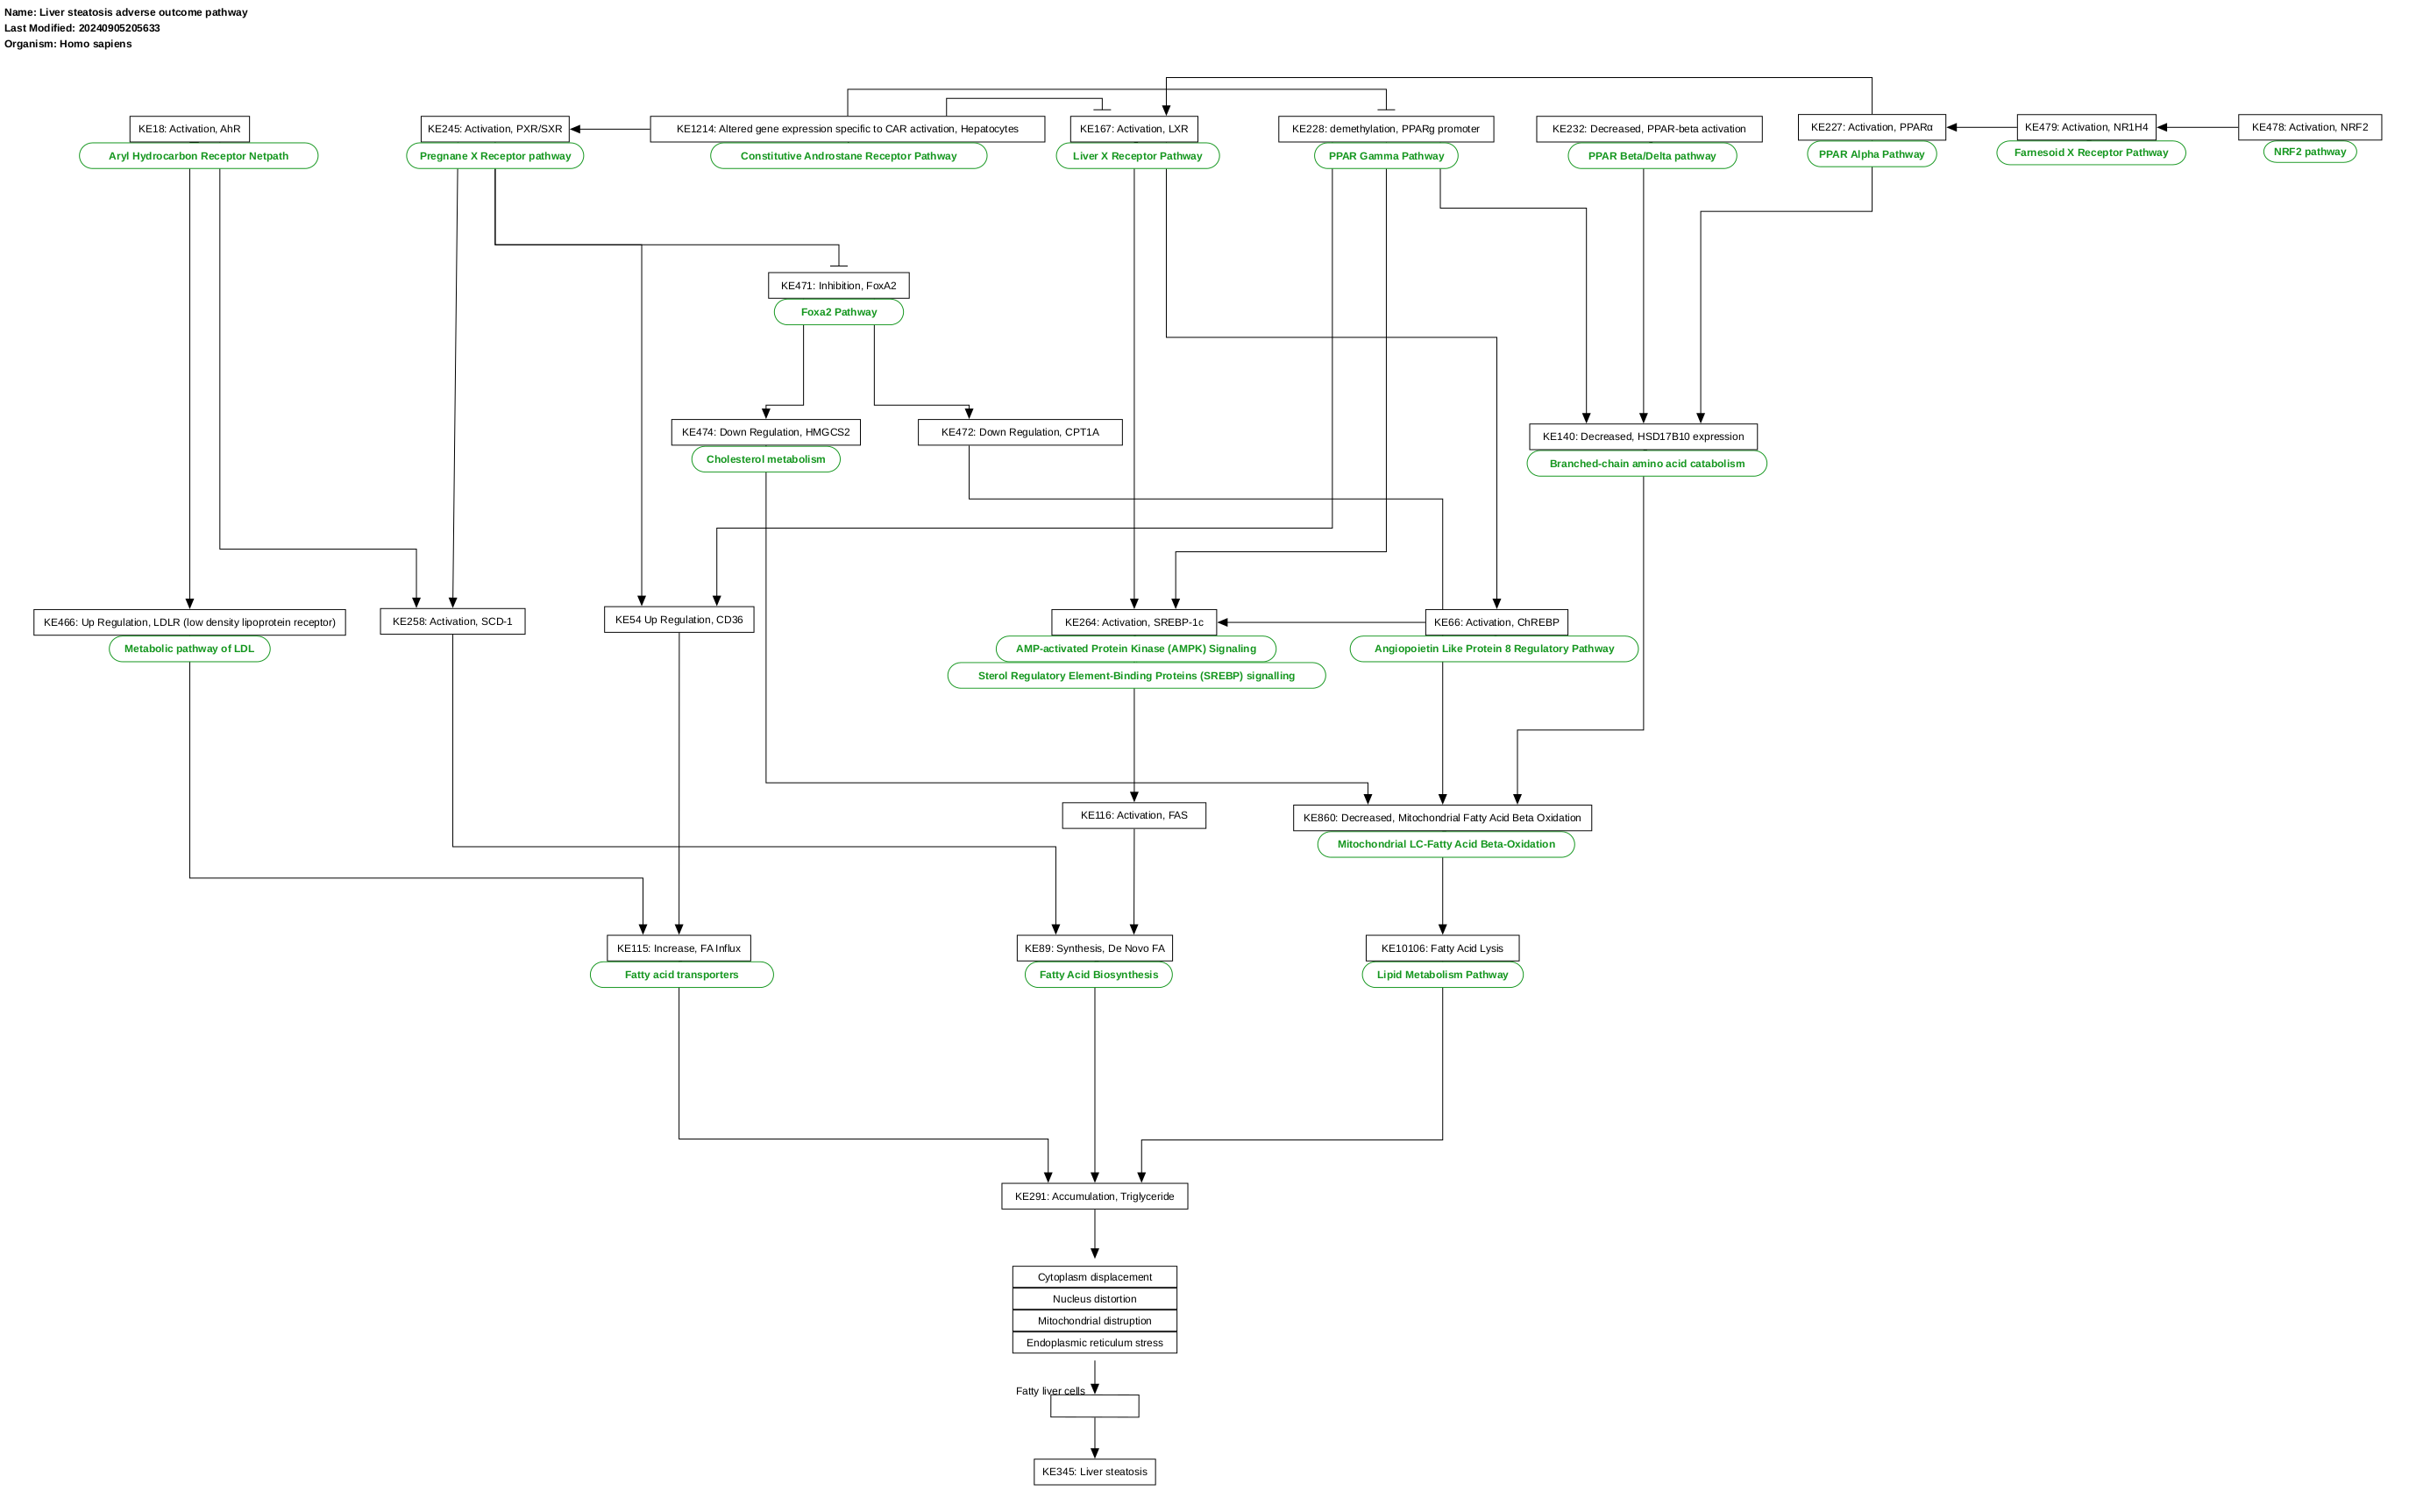 Name: Liver steatosis adverse outcome pathway
Last Modified: 20240905205633
Organism: Homo sapiens
KE18: Activation, AhR
Aryl Hydrocarbon Receptor Netpath
KE245: Activation, PXR/SXR
Pregnane X Receptor pathway
KE1214: Altered gene expression specific to CAR activation, Hepatocytes
Constitutive Androstane Receptor Pathway
KE167: Activation, LXR
Liver X Receptor Pathway
KE228: demethylation, PPARg promoter
PPAR Gamma Pathway
KE232: Decreased, PPAR-beta activation
PPAR Beta/Delta pathway
KE227: Activation, PPARα
PPAR Alpha Pathway
KE479: Activation, NR1H4
Farnesoid X Receptor Pathway
KE478: Activation, NRF2
NRF2 pathway
KE471: Inhibition, FoxA2
Foxa2 Pathway
KE474: Down Regulation, HMGCS2
Cholesterol metabolism
KE472: Down Regulation, CPT1A
KE140: Decreased, HSD17B10 expression
Branched-chain amino acid catabolism
KE466: Up Regulation, LDLR (low density lipoprotein receptor)
Metabolic pathway of LDL
KE258: Activation, SCD-1
KE54 Up Regulation, CD36
KE264: Activation, SREBP-1c
AMP-activated Protein Kinase (AMPK) Signaling
Sterol Regulatory Element-Binding Proteins (SREBP) signalling
KE66: Activation, ChREBP
Angiopoietin Like Protein 8 Regulatory Pathway
KE116: Activation, FAS
KE860: Decreased, Mitochondrial Fatty Acid Beta Oxidation
Mitochondrial LC-Fatty Acid Beta-Oxidation
KE115: Increase, FA Influx
Fatty acid transporters
KE89: Synthesis, De Novo FA
Fatty Acid Biosynthesis
KE10106: Fatty Acid Lysis
Lipid Metabolism Pathway
KE291: Accumulation, Triglyceride
Cytoplasm displacement
Nucleus distortion
Mitochondrial distruption
Endoplasmic reticulum stress
Fatty liver cells
KE345: Liver steatosis